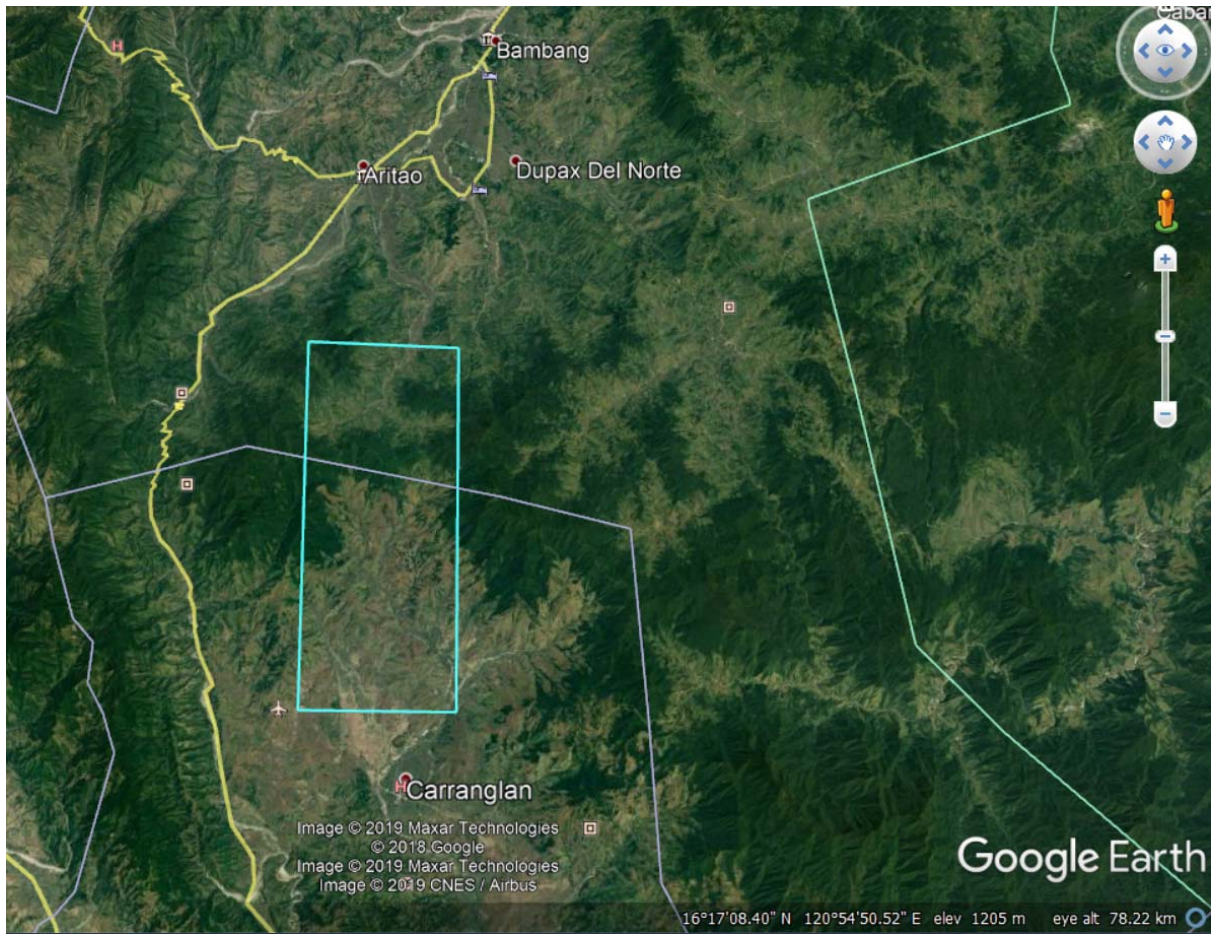 Cabar
H
Bambang
Aritao
Dupax Del Norte
H
Carranglan
Image © 2019 Maxar Technologies
© 2018 Google
Image © 2019 Maxar Technologies
Image © 2019 CNES / Airbus
Google Earth
16°17'08.40" N 120°54'50.52" E elev 1205 m eye alt 78.22 km